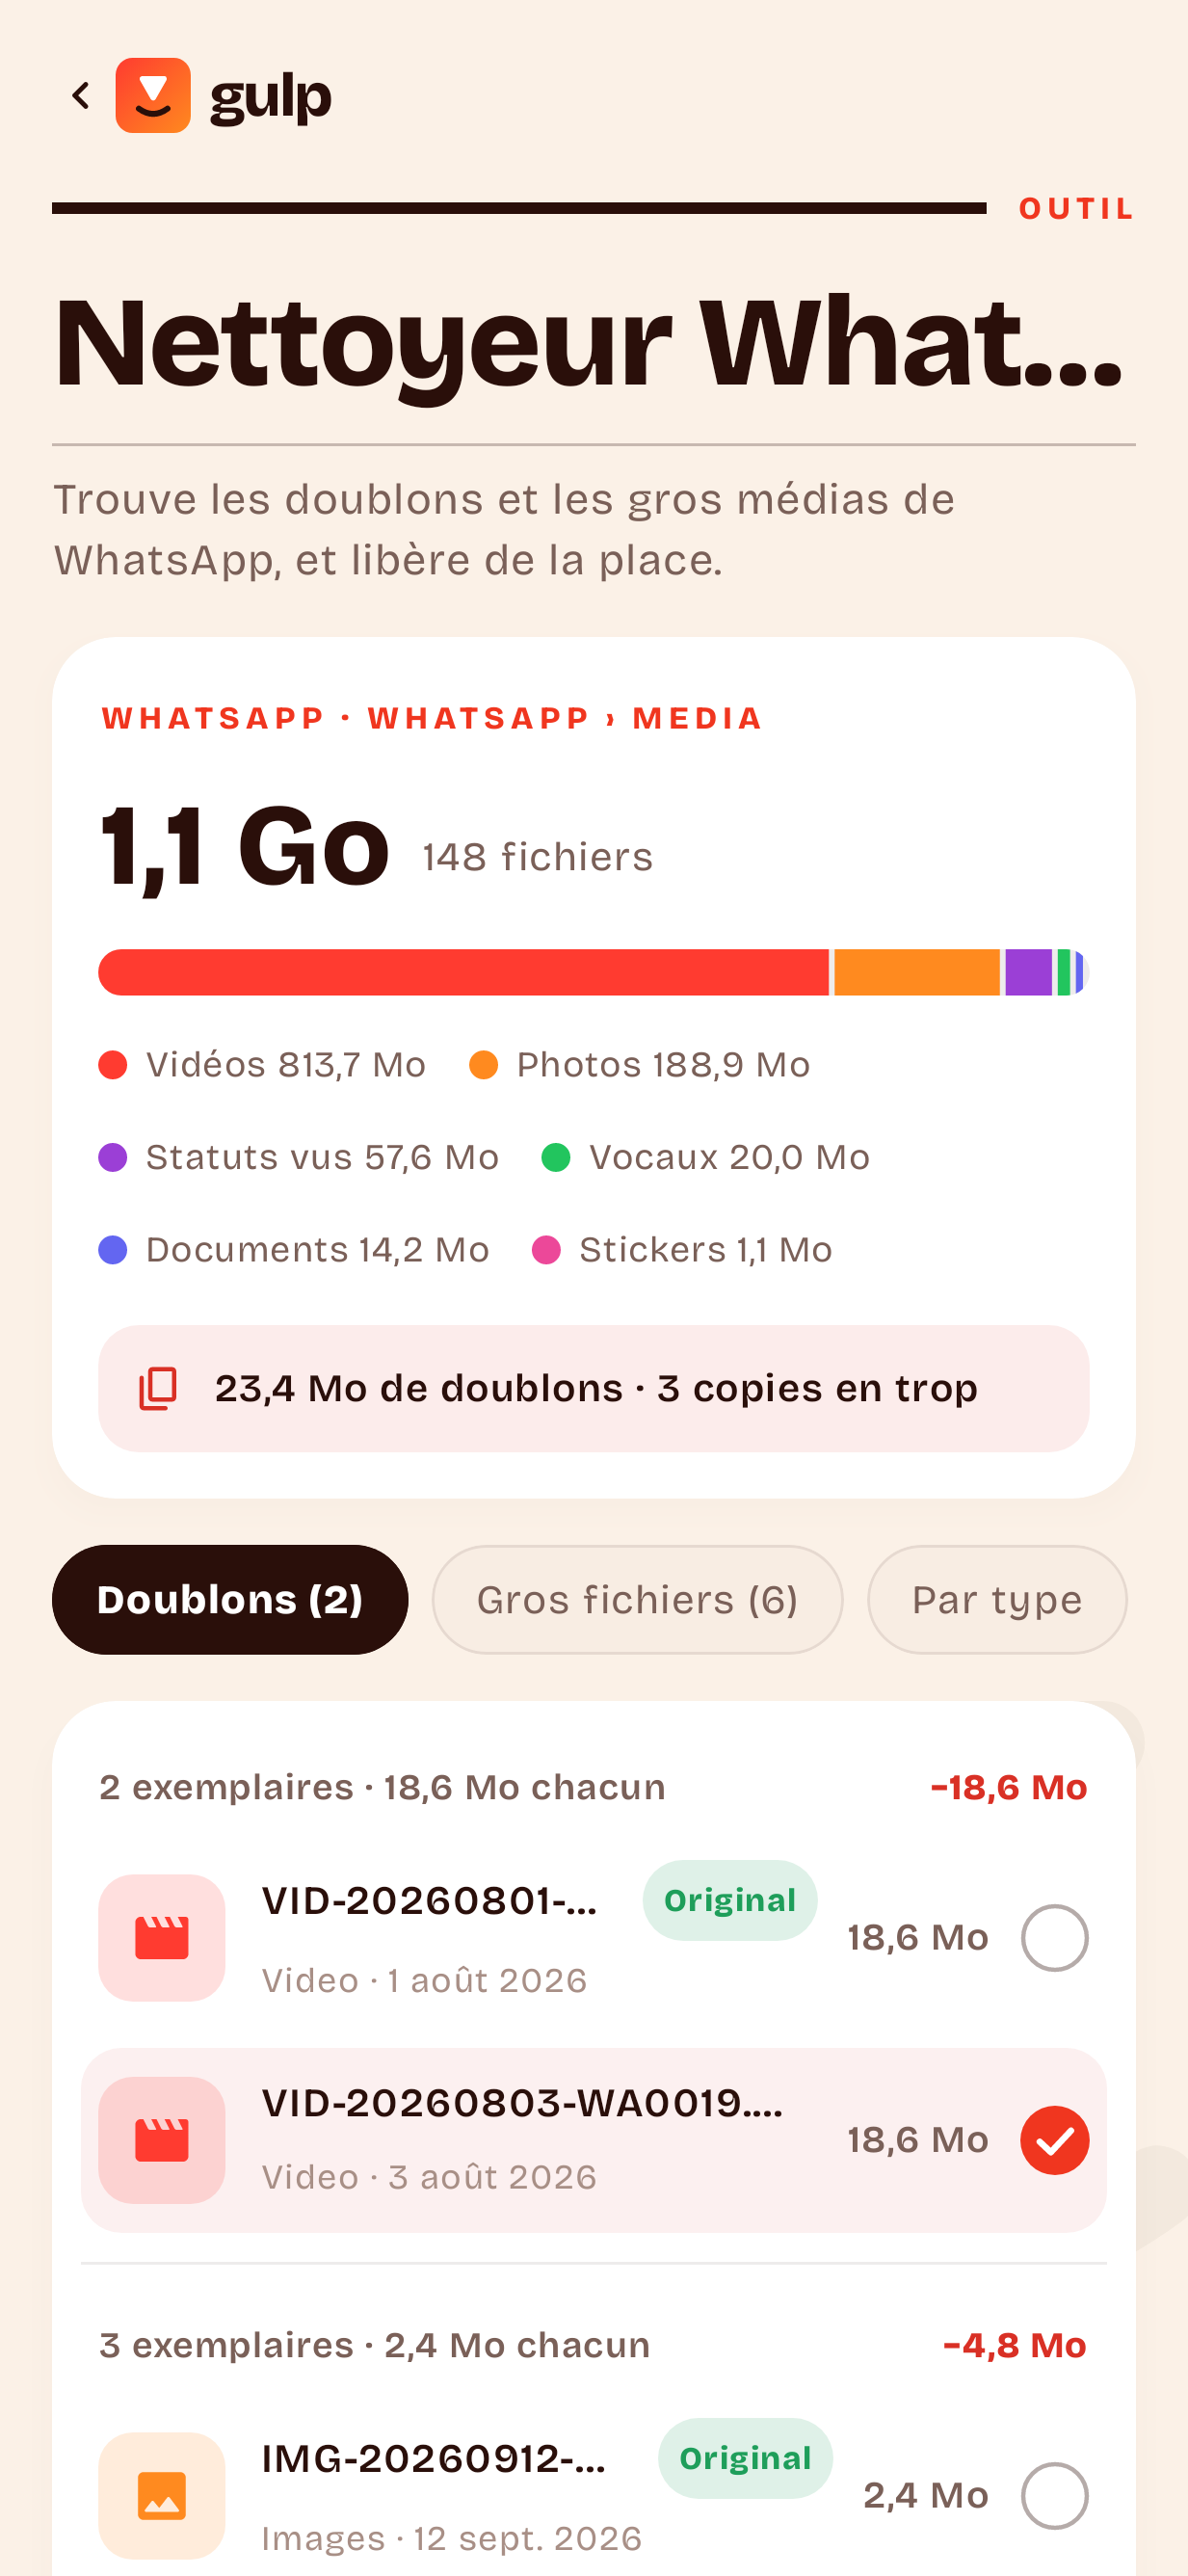 gulp
OUTIL
Nettoyeur What...
Trouve les doublons et les gros médias de
WhatsApp, et libère de la place.
WHATSAPP · WHATSAPP › MEDIA
1,1 Go 148 fichiers
Vidéos 813,7 Mo Photos 188,9 Mo
Statuts vus 57,6 Mo Vocaux 20,0 Mo
Documents 14,2 Mo Stickers 1,1 Mo
23,4 Mo de doublons · 3 copies en trop
Doublons (2) Gros fichiers (6) Par type
2 exemplaires · 18,6 Mo chacun −18,6 Mo
VID-20260801-... Original
18,6 Mo
Video · 1 août 2026
VID-20260803-WA0019....
18,6 Mo
Video · 3 août 2026
3 exemplaires · 2,4 Mo chacun −4,8 Mo
IMG-20260912-... Original
2,4 Mo
Images · 12 sept. 2026